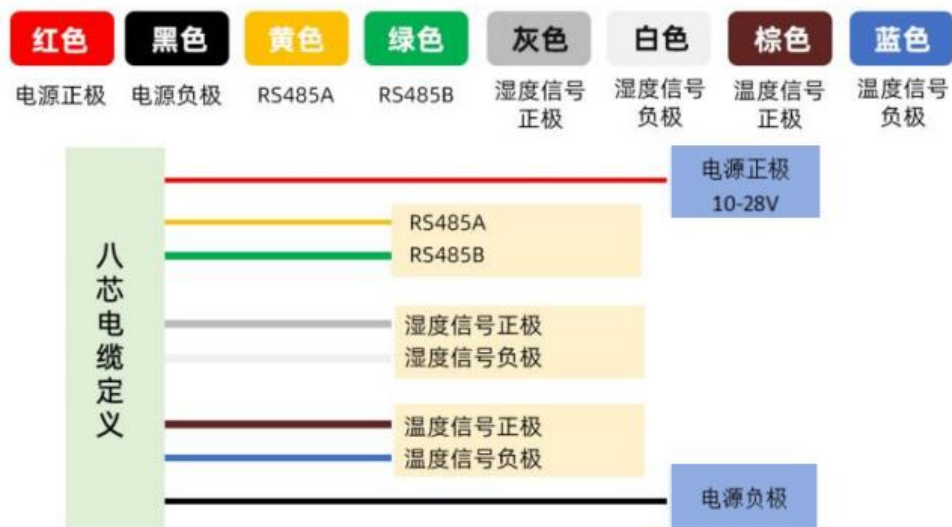 红色 黑色 黄色 绿色 灰色 白色 棕色 蓝色
电源正极 电源负极 RS485A RS485B 湿度信号正极 湿度信号负极 温度信号正极 温度信号负极
八芯电缆定义
电源正极
10-28V
RS485A
RS485B
湿度信号正极
湿度信号负极
温度信号正极
温度信号负极
电源负极